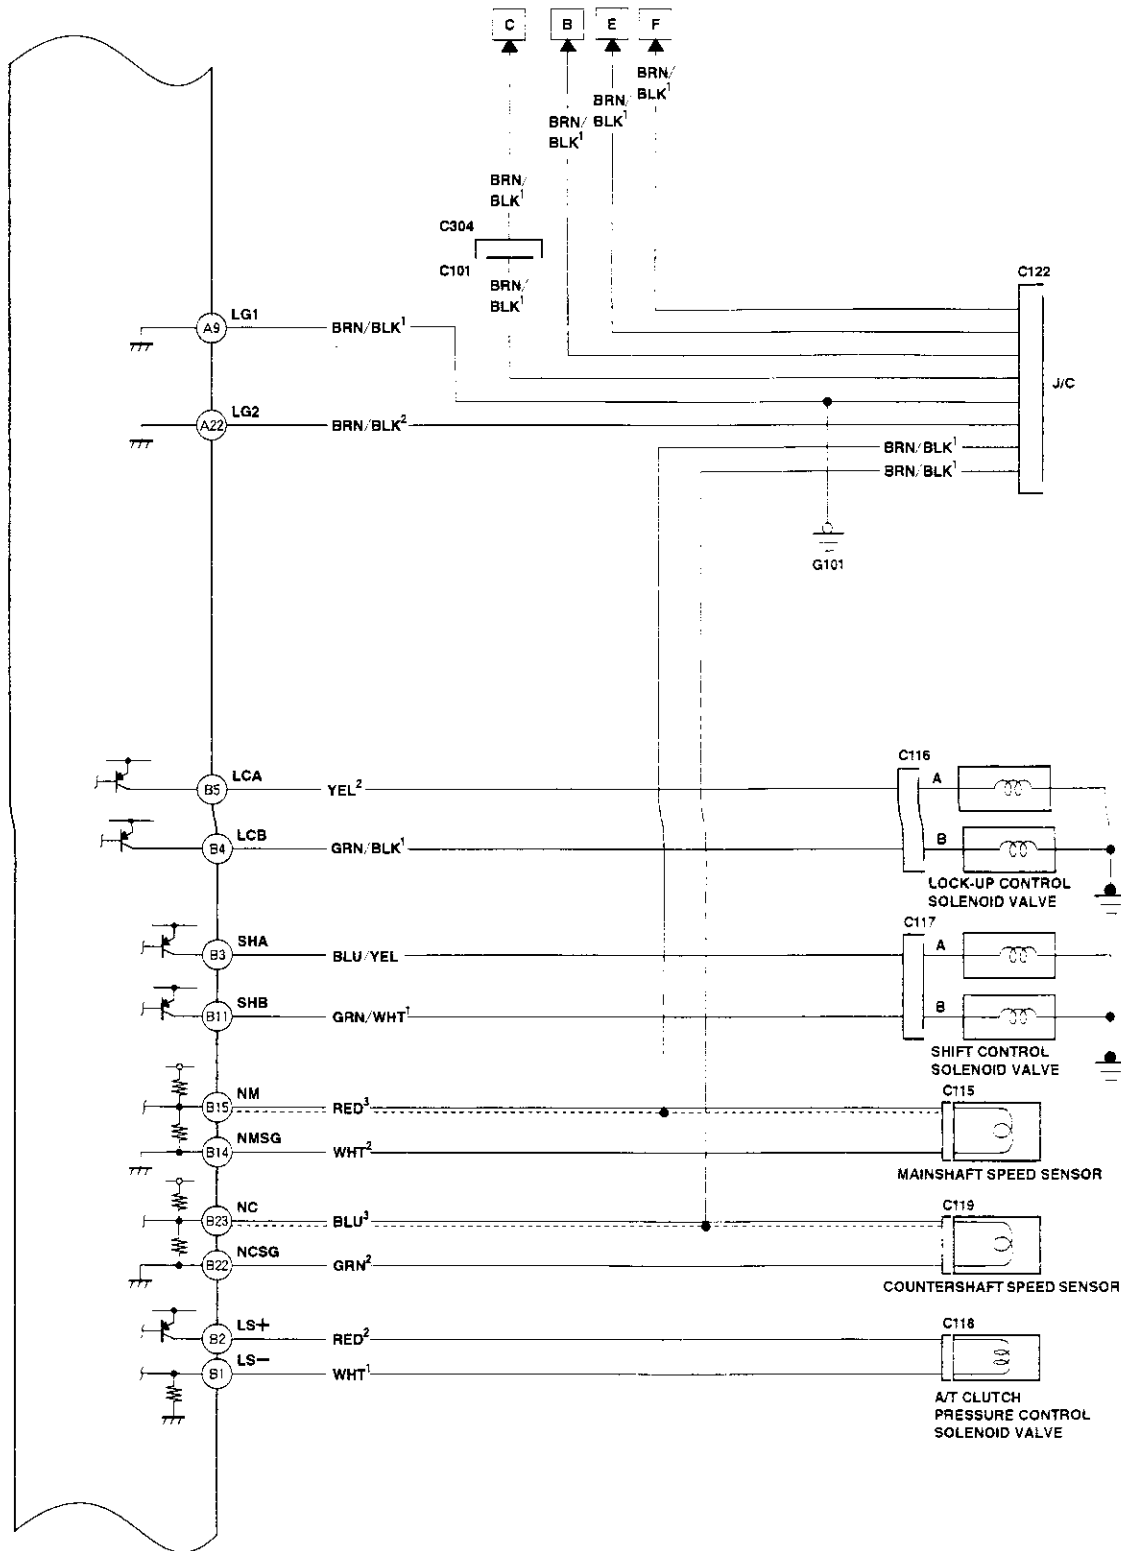 C B E F
BRN/
BLK1
BRN/
BLK1
BRN/
BLK1
BRN/
BLK1
C304
C101
BRN/
BLK1
C122
J/C
A9 LG1 BRN/BLK1
A22 LG2 BRN/BLK2
BRN/BLK1
BRN/BLK1
G101
B5 LCA YEL2 C116 A
B4 LCB GRN/BLK1 B
LOCK-UP CONTROL
SOLENOID VALVE
B3 SHA BLU/YEL C117 A
B11 SHB GRN/WHT1 B
SHIFT CONTROL
SOLENOID VALVE
B15 NM RED3 C115
B14 NMSG WHT2
MAINSHAFT SPEED SENSOR
B23 NC BLU3 C119
B22 NCSG GRN2
COUNTERSHAFT SPEED SENSOR
B2 LS+ RED2 C118
B1 LS− WHT1
A/T CLUTCH
PRESSURE CONTROL
SOLENOID VALVE